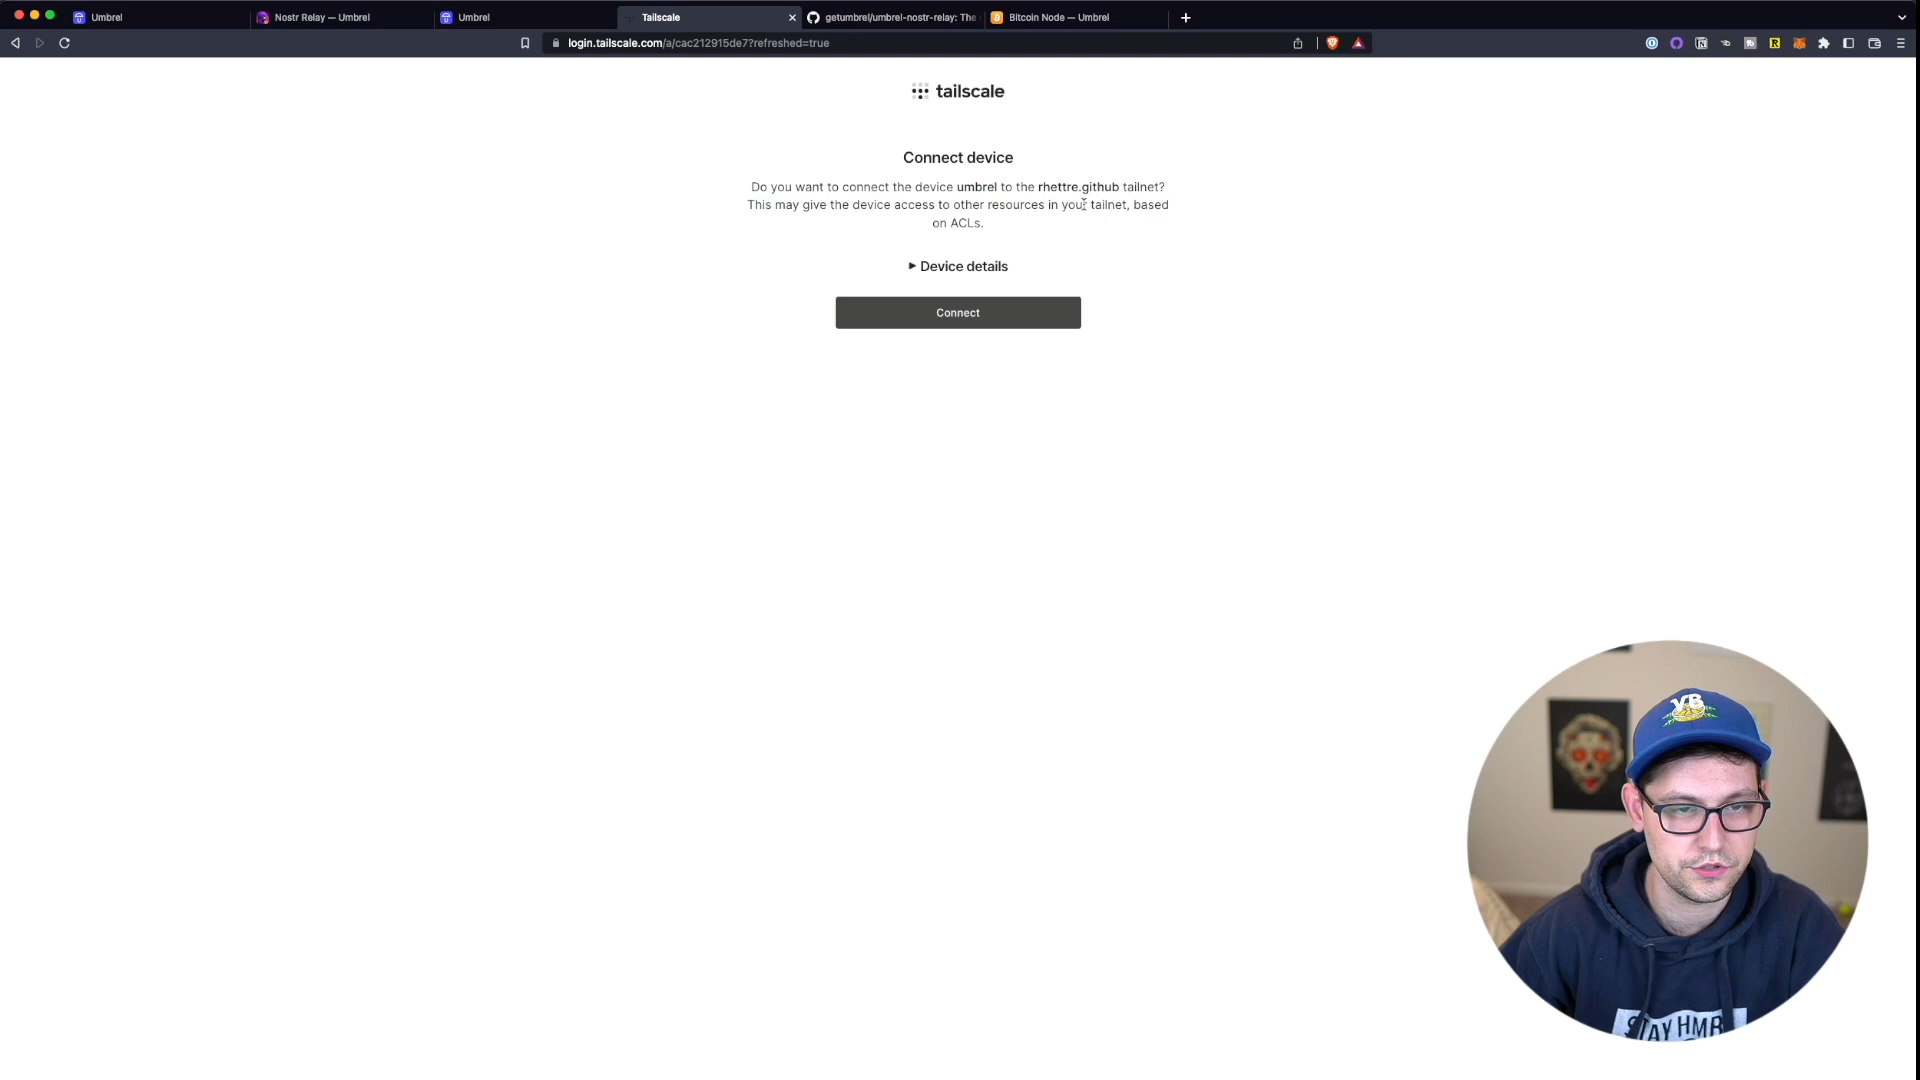 Umbrel
Nostr Relay — Umbrel
Umbrel
Tailscale
getumbrel/umbrel-nostr-relay: The
Bitcoin Node — Umbrel
login.tailscale.com/a/cac212915de7?refreshed=true
tailscale
Connect device
Do you want to connect the device umbrel to the rhettre.github tailnet?
This may give the device access to other resources in your tailnet, based
on ACLs.
Device details
Connect
YB
STAY HMBL